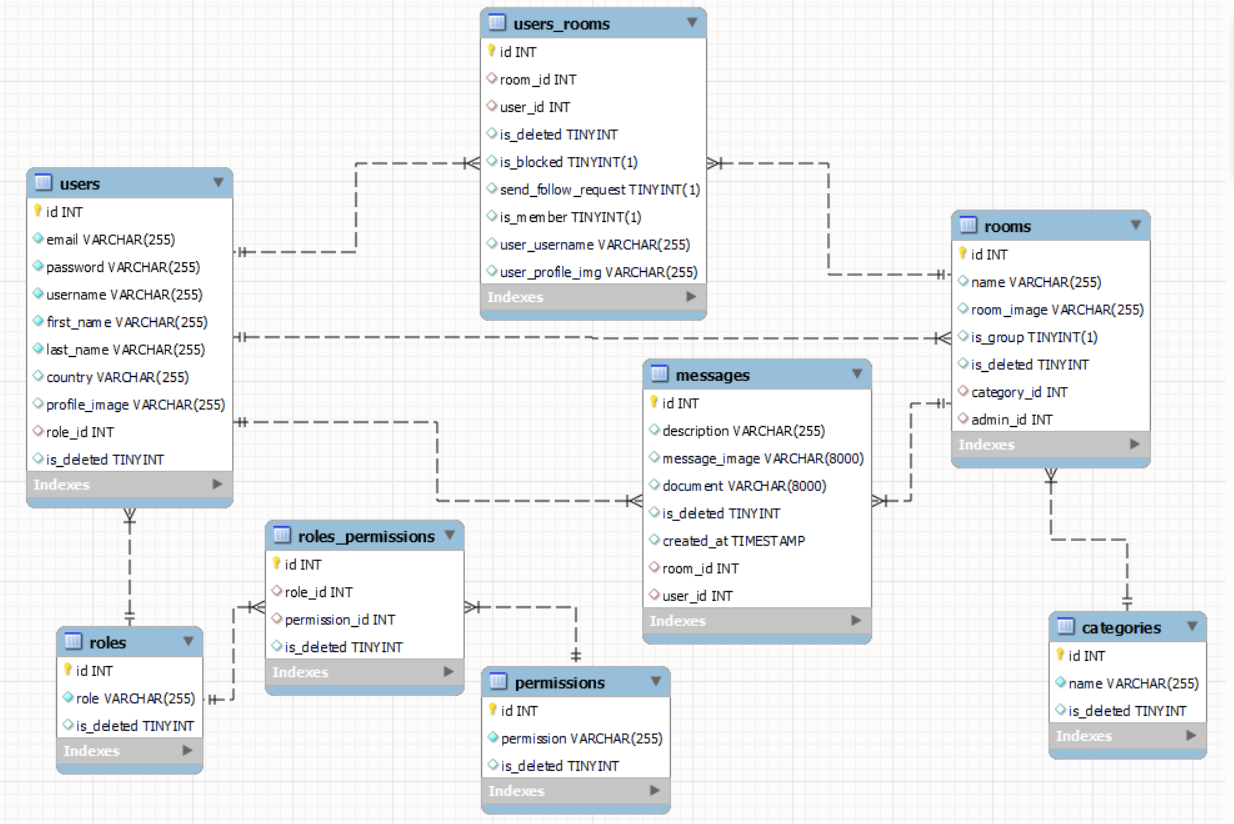 users_rooms
id INT
room_id INT
user_id INT
is_deleted TINYINT
is_blocked TINYINT(1)
send_follow_request TINYINT(1)
is_member TINYINT(1)
user_username VARCHAR(255)
user_profile_img VARCHAR(255)
Indexes
users
id INT
email VARCHAR(255)
password VARCHAR(255)
username VARCHAR(255)
first_name VARCHAR(255)
last_name VARCHAR(255)
country VARCHAR(255)
profile_image VARCHAR(255)
role_id INT
is_deleted TINYINT
Indexes
rooms
id INT
name VARCHAR(255)
room_image VARCHAR(255)
is_group TINYINT(1)
is_deleted TINYINT
category_id INT
admin_id INT
Indexes
messages
id INT
description VARCHAR(255)
message_image VARCHAR(8000)
document VARCHAR(8000)
is_deleted TINYINT
created_at TIMESTAMP
room_id INT
user_id INT
Indexes
roles_permissions
id INT
role_id INT
permission_id INT
is_deleted TINYINT
Indexes
roles
id INT
role VARCHAR(255)
is_deleted TINYINT
Indexes
permissions
id INT
permission VARCHAR(255)
is_deleted TINYINT
Indexes
categories
id INT
name VARCHAR(255)
is_deleted TINYINT
Indexes